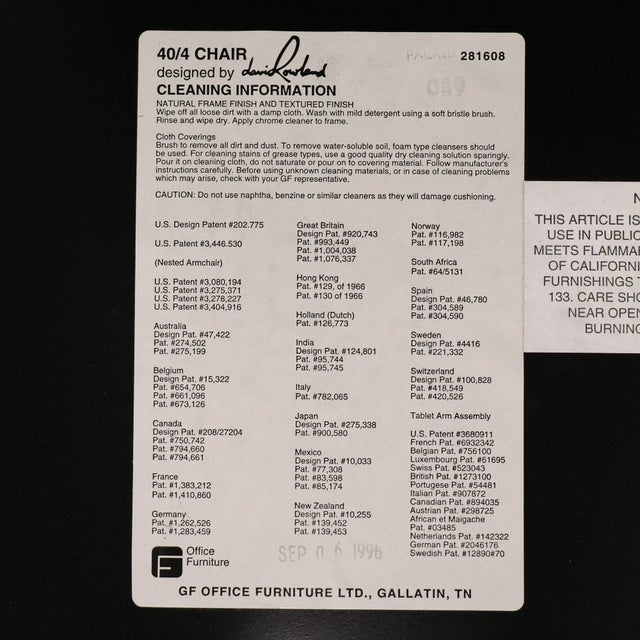 40/4 CHAIR
designed by David Rowland
281608
049
CLEANING INFORMATION
NATURAL FRAME FINISH AND TEXTURED FINISH
Wipe off all loose dirt with a damp cloth. Wash with mild detergent using a soft bristle brush.
Rinse and wipe dry. Apply chrome cleaner to frame.
Cloth Coverings
Brush to remove all dirt and dust. To remove water-soluble soil, foam type cleansers should
be used. For cleaning stains of grease types, use a good quality dry cleaning solution sparingly.
Pour it on cleaning cloth, do not saturate or pour on to covering material. Follow manufacturer's
instructions carefully. Before using unknown cleaning materials, or in case of cleaning problems
which may arise, check with your GF representative.
CAUTION: Do not use naphtha, benzine or similar cleaners as they will damage cushioning.
U.S. Design Patent #202.775
U.S. Patent #3,446.530
(Nested Armchair)
U.S. Patent #3,080,194
U.S. Patent #3,275,371
U.S. Patent #3,278,227
U.S. Patent #3,404,916
Australia
Design Pat. #47,422
Pat. #274,502
Pat. #275,199
Belgium
Design Pat. #15,322
Pat. #654,706
Pat. #661,096
Pat. #673,126
Canada
Design Pat. #208/27204
Pat. #750,742
Pat. #794,660
Pat. #794,661
France
Pat. #1,383,212
Pat. #1,410,860
Germany
Pat. #1,262,526
Pat. #1,283,459
Great Britain
Design Pat. #920,743
Pat. #993,449
Pat. #1,004,038
Pat. #1,076,337
Hong Kong
Pat. #129, of 1966
Pat. #130 of 1966
Holland (Dutch)
Pat. #126,773
India
Design Pat. #124,801
Pat. #95,744
Pat. #95,745
Italy
Pat. #782,065
Japan
Design Pat. #275,338
Pat. #900,580
Mexico
Design Pat. #10,033
Pat. #77,308
Pat. #83,598
Pat. #85,174
New Zealand
Design Pat. #10,255
Pat. #139,452
Pat. #139,453
Norway
Pat. #116,982
Pat. #117,198
South Africa
Pat. #64/5131
Spain
Design Pat. #46,780
Pat. #304,589
Pat. #304,590
Sweden
Design Pat. #4416
Pat. #221,332
Switzerland
Design Pat. #100,828
Pat. #418,549
Pat. #420,526
Tablet Arm Assembly
U.S. Patent #3680911
French Pat. #6932342
Belgian Pat. #756100
Luxembourg Pat. #61695
Swiss Pat. #523043
British Pat. #1273100
Portugese Pat. #54481
Italian Pat. #907872
Canadian Pat. #894035
Austrian Pat. #298725
African et Maigache
Pat. #03485
Netherlands Pat. #142322
German Pat. #2046176
Swedish Pat. #12890#70
GF Office
Furniture
SEP 06 1996
GF OFFICE FURNITURE LTD., GALLATIN, TN
N
THIS ARTICLE IS
USE IN PUBLIC
MEETS FLAMMA
OF CALIFORNI
FURNISHINGS
133. CARE SHO
NEAR OPEN
BURNING